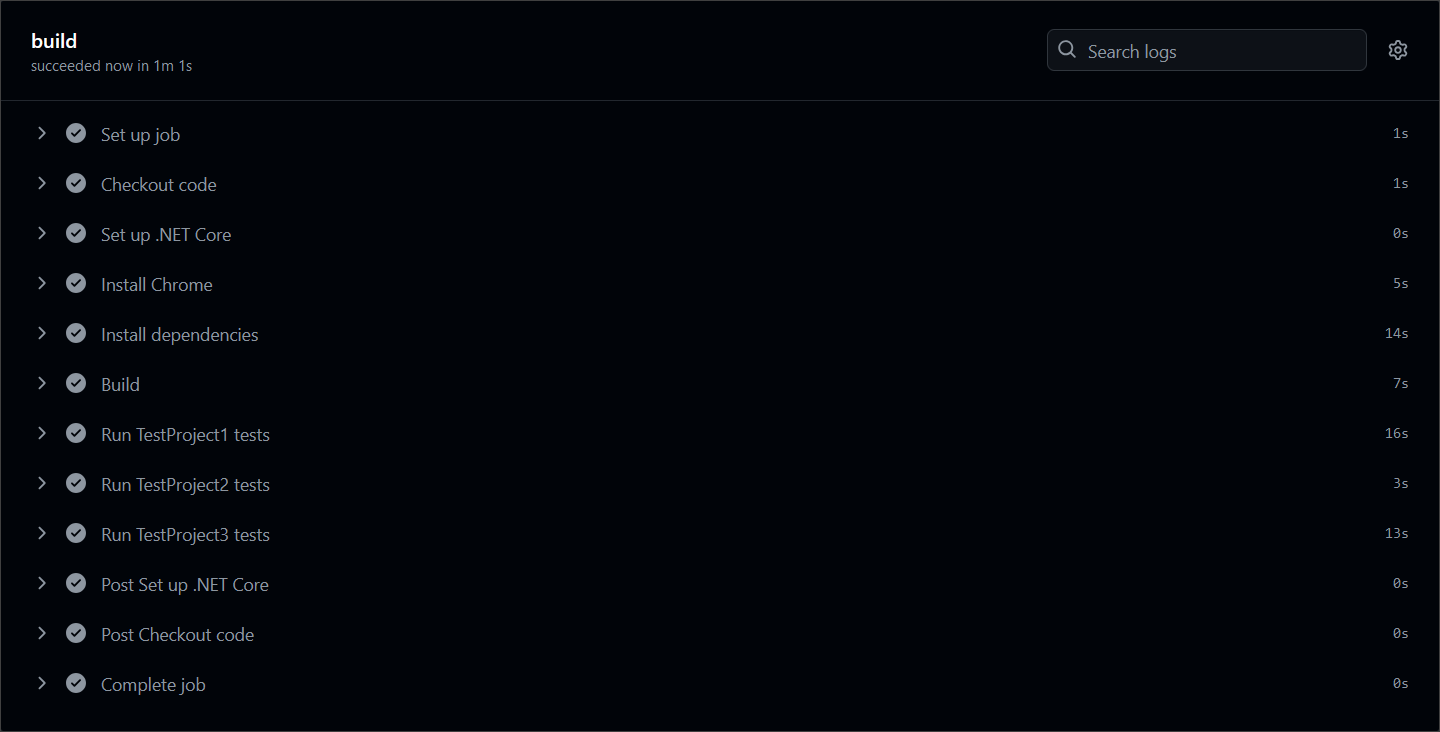 build
succeeded now in 1m 1s
Search logs
Set up job 1s
Checkout code 1s
Set up .NET Core 0s
Install Chrome 5s
Install dependencies 14s
Build 7s
Run TestProject1 tests 16s
Run TestProject2 tests 3s
Run TestProject3 tests 13s
Post Set up .NET Core 0s
Post Checkout code 0s
Complete job 0s